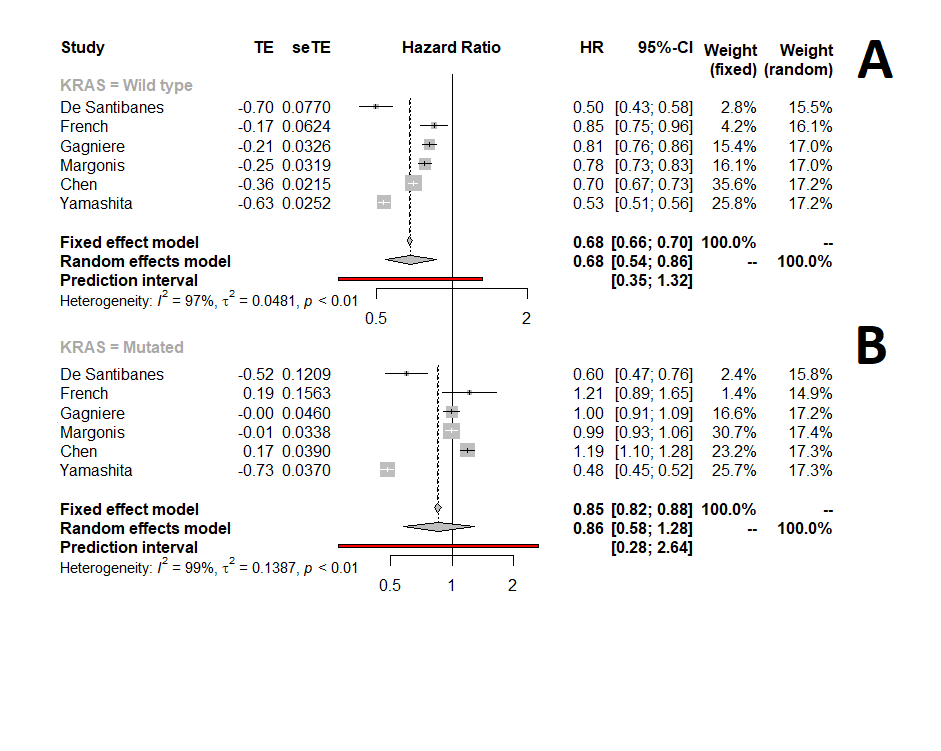 Study TE seTE Hazard Ratio HR 95%-CI Weight (fixed) Weight (random) A
KRAS = Wild type
De Santibanes -0.70 0.0770 0.50 [0.43; 0.58] 2.8% 15.5%
French -0.17 0.0624 0.85 [0.75; 0.96] 4.2% 16.1%
Gagniere -0.21 0.0326 0.81 [0.76; 0.86] 15.4% 17.0%
Margonis -0.25 0.0319 0.78 [0.73; 0.83] 16.1% 17.0%
Chen -0.36 0.0215 0.70 [0.67; 0.73] 35.6% 17.2%
Yamashita -0.63 0.0252 0.53 [0.51; 0.56] 25.8% 17.2%
Fixed effect model 0.68 [0.66; 0.70] 100.0% --
Random effects model 0.68 [0.54; 0.86] -- 100.0%
Prediction interval [0.35; 1.32]
Heterogeneity: I² = 97%, τ² = 0.0481, p < 0.01
0.5 2
B
KRAS = Mutated
De Santibanes -0.52 0.1209 0.60 [0.47; 0.76] 2.4% 15.8%
French 0.19 0.1563 1.21 [0.89; 1.65] 1.4% 14.9%
Gagniere -0.00 0.0460 1.00 [0.91; 1.09] 16.6% 17.2%
Margonis -0.01 0.0338 0.99 [0.93; 1.06] 30.7% 17.4%
Chen 0.17 0.0390 1.19 [1.10; 1.28] 23.2% 17.3%
Yamashita -0.73 0.0370 0.48 [0.45; 0.52] 25.7% 17.3%
Fixed effect model 0.85 [0.82; 0.88] 100.0% --
Random effects model 0.86 [0.58; 1.28] -- 100.0%
Prediction interval [0.28; 2.64]
Heterogeneity: I² = 99%, τ² = 0.1387, p < 0.01
0.5 1 2